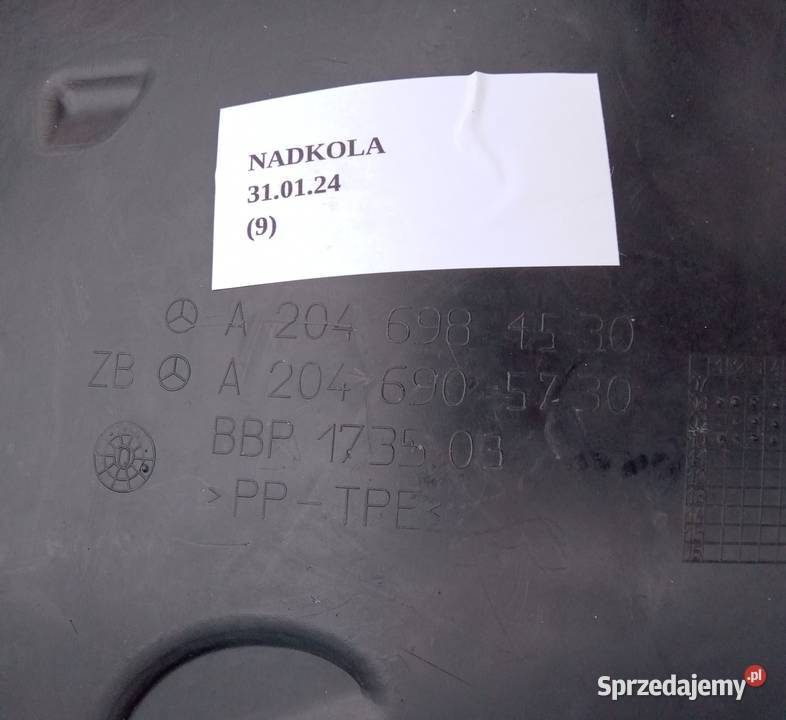 NADKOLA
31.01.24
(9)
A 204 698 45 30
ZB A 204 690 57 30
BBP 1735 03
>PP-TPE<
Sprzedajemy.pl